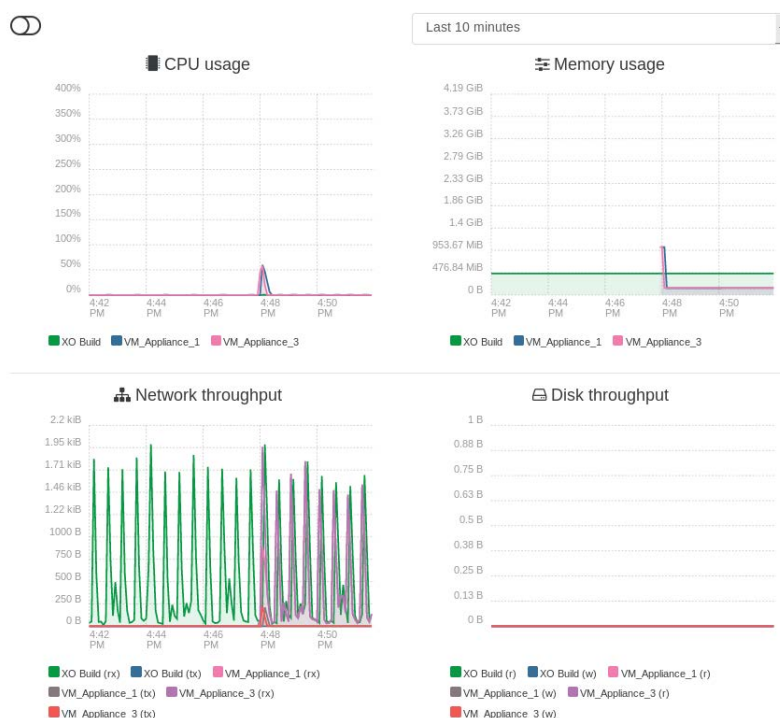 Last 10 minutes
CPU usage
400%
350%
300%
250%
200%
150%
100%
50%
0%
4:42 PM
4:44 PM
4:46 PM
4:48 PM
4:50 PM
XO Build VM_Appliance_1 VM_Appliance_3
Memory usage
4.19 GiB
3.73 GiB
3.26 GiB
2.79 GiB
2.33 GiB
1.86 GiB
1.4 GiB
953.67 MiB
476.84 MiB
0 B
4:42 PM
4:44 PM
4:46 PM
4:48 PM
4:50 PM
XO Build VM_Appliance_1 VM_Appliance_3
Network throughput
2.2 kiB
1.95 kiB
1.71 kiB
1.46 kiB
1.22 kiB
1000 B
750 B
500 B
250 B
0 B
4:42 PM
4:44 PM
4:46 PM
4:48 PM
4:50 PM
XO Build (rx) XO Build (tx) VM_Appliance_1 (rx)
VM_Appliance_1 (tx) VM_Appliance_3 (rx)
VM_Appliance_3 (tx)
Disk throughput
1 B
0.88 B
0.75 B
0.63 B
0.5 B
0.38 B
0.25 B
0.13 B
0 B
XO Build (r) XO Build (w) VM_Appliance_1 (r)
VM_Appliance_1 (w) VM_Appliance_3 (r)
VM_Appliance_3 (w)